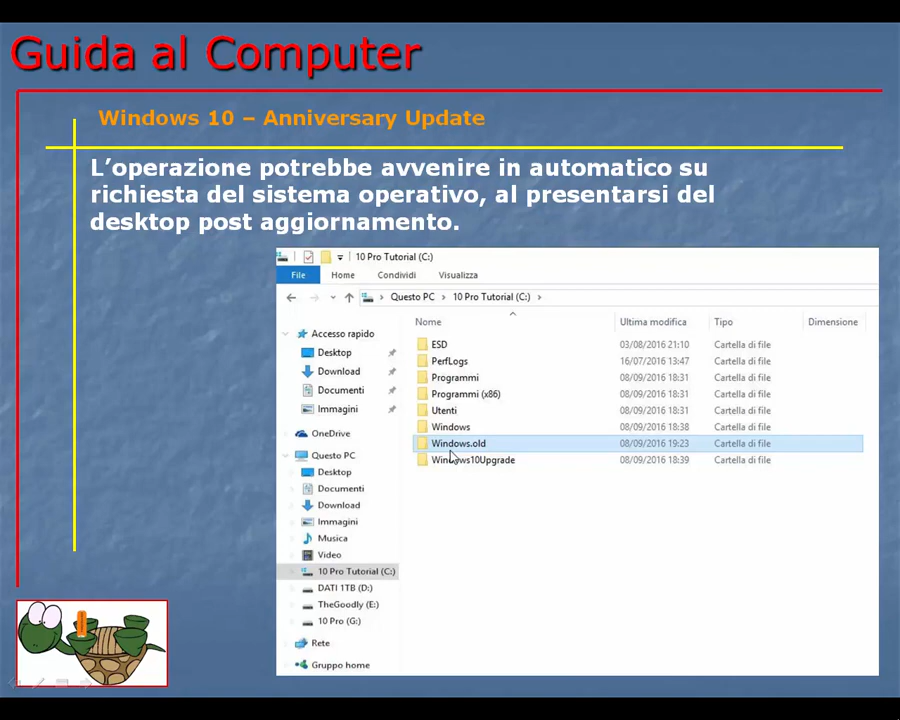 Guida al Computer
Windows 10 – Anniversary Update
L’operazione potrebbe avvenire in automatico su
richiesta del sistema operativo, al presentarsi del
desktop post aggiornamento.
10 Pro Tutorial (C:)
File Home Condividi Visualizza
Questo PC 10 Pro Tutorial (C:)
Nome Ultima modifica Tipo Dimensione
Accesso rapido
Desktop
Download
Documenti
Immagini
OneDrive
Questo PC
Desktop
Documenti
Download
Immagini
Musica
Video
10 Pro Tutorial (C:)
DATI 1TB (D:)
TheGoodly (E:)
10 Pro (G:)
Rete
Gruppo home
ESD 03/08/2016 21:10 Cartella di file
PerfLogs 16/07/2016 13:47 Cartella di file
Programmi 08/09/2016 18:31 Cartella di file
Programmi (x86) 08/09/2016 18:31 Cartella di file
Utenti 08/09/2016 18:31 Cartella di file
Windows 08/09/2016 18:38 Cartella di file
Windows.old 08/09/2016 19:23 Cartella di file
Windows10Upgrade 08/09/2016 18:39 Cartella di file